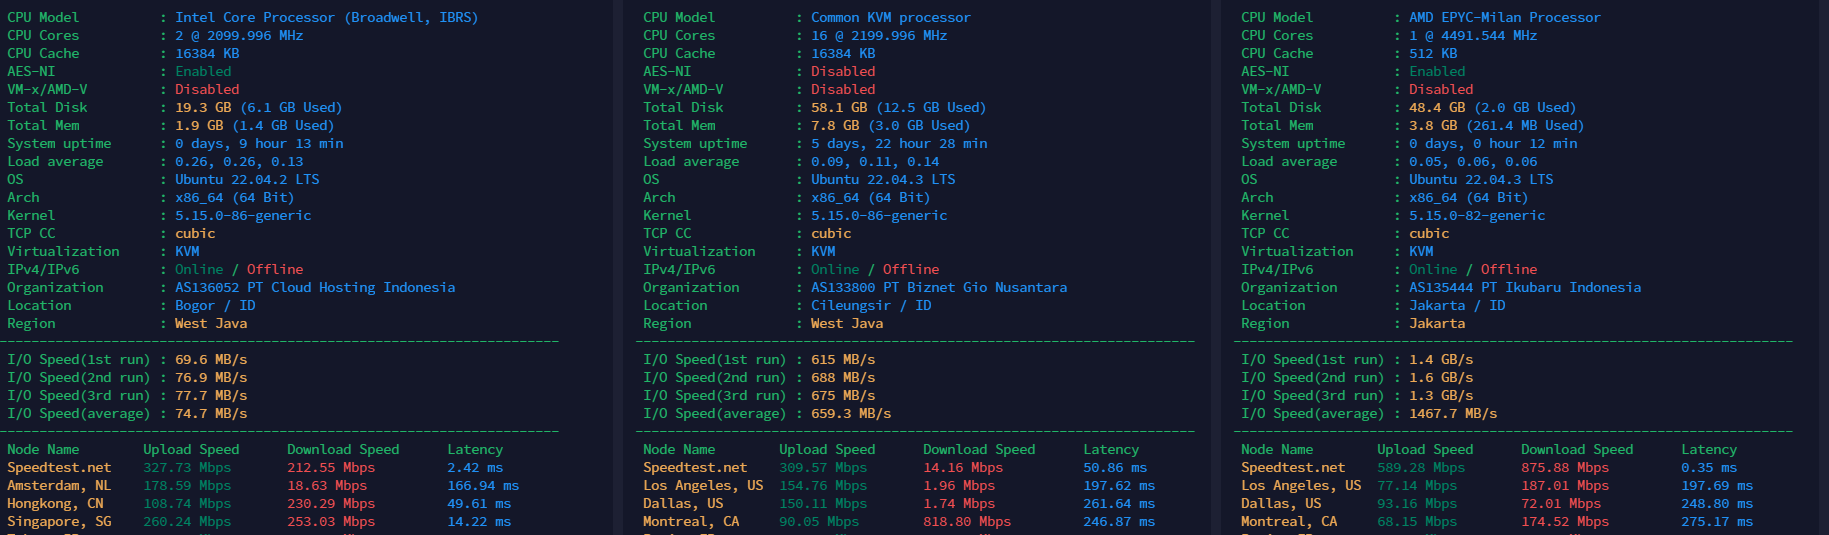 CPU Model : Intel Core Processor (Broadwell, IBRS)
CPU Cores : 2 @ 2099.996 MHz
CPU Cache : 16384 KB
AES-NI : Enabled
VM-x/AMD-V : Disabled
Total Disk : 19.3 GB (6.1 GB Used)
Total Mem : 1.9 GB (1.4 GB Used)
System uptime : 0 days, 9 hour 13 min
Load average : 0.26, 0.26, 0.13
OS : Ubuntu 22.04.2 LTS
Arch : x86_64 (64 Bit)
Kernel : 5.15.0-86-generic
TCP CC : cubic
Virtualization : KVM
IPv4/IPv6 : Online / Offline
Organization : AS136052 PT Cloud Hosting Indonesia
Location : Bogor / ID
Region : West Java
I/O Speed(1st run) : 69.6 MB/s
I/O Speed(2nd run) : 76.9 MB/s
I/O Speed(3rd run) : 77.7 MB/s
I/O Speed(average) : 74.7 MB/s
Node Name Upload Speed Download Speed Latency
Speedtest.net 327.73 Mbps 212.55 Mbps 2.42 ms
Amsterdam, NL 178.59 Mbps 18.63 Mbps 166.94 ms
Hongkong, CN 108.74 Mbps 230.29 Mbps 49.61 ms
Singapore, SG 260.24 Mbps 253.03 Mbps 14.22 ms
CPU Model : Common KVM processor
CPU Cores : 16 @ 2199.996 MHz
CPU Cache : 16384 KB
AES-NI : Disabled
VM-x/AMD-V : Disabled
Total Disk : 58.1 GB (12.5 GB Used)
Total Mem : 7.8 GB (3.0 GB Used)
System uptime : 5 days, 22 hour 28 min
Load average : 0.09, 0.11, 0.14
OS : Ubuntu 22.04.3 LTS
Arch : x86_64 (64 Bit)
Kernel : 5.15.0-86-generic
TCP CC : cubic
Virtualization : KVM
IPv4/IPv6 : Online / Offline
Organization : AS133800 PT Biznet Gio Nusantara
Location : Cileungsir / ID
Region : West Java
I/O Speed(1st run) : 615 MB/s
I/O Speed(2nd run) : 688 MB/s
I/O Speed(3rd run) : 675 MB/s
I/O Speed(average) : 659.3 MB/s
Node Name Upload Speed Download Speed Latency
Speedtest.net 309.57 Mbps 14.16 Mbps 50.86 ms
Los Angeles, US 154.76 Mbps 1.96 Mbps 197.62 ms
Dallas, US 150.11 Mbps 1.74 Mbps 261.64 ms
Montreal, CA 90.05 Mbps 818.80 Mbps 246.87 ms
CPU Model : AMD EPYC-Milan Processor
CPU Cores : 1 @ 4491.544 MHz
CPU Cache : 512 KB
AES-NI : Enabled
VM-x/AMD-V : Disabled
Total Disk : 48.4 GB (2.0 GB Used)
Total Mem : 3.8 GB (261.4 MB Used)
System uptime : 0 days, 0 hour 12 min
Load average : 0.05, 0.06, 0.06
OS : Ubuntu 22.04.3 LTS
Arch : x86_64 (64 Bit)
Kernel : 5.15.0-82-generic
TCP CC : cubic
Virtualization : KVM
IPv4/IPv6 : Online / Offline
Organization : AS135444 PT Ikubaru Indonesia
Location : Jakarta / ID
Region : Jakarta
I/O Speed(1st run) : 1.4 GB/s
I/O Speed(2nd run) : 1.6 GB/s
I/O Speed(3rd run) : 1.3 GB/s
I/O Speed(average) : 1467.7 MB/s
Node Name Upload Speed Download Speed Latency
Speedtest.net 589.28 Mbps 875.88 Mbps 0.35 ms
Los Angeles, US 77.14 Mbps 187.01 Mbps 197.69 ms
Dallas, US 93.16 Mbps 72.01 Mbps 248.80 ms
Montreal, CA 68.15 Mbps 174.52 Mbps 275.17 ms